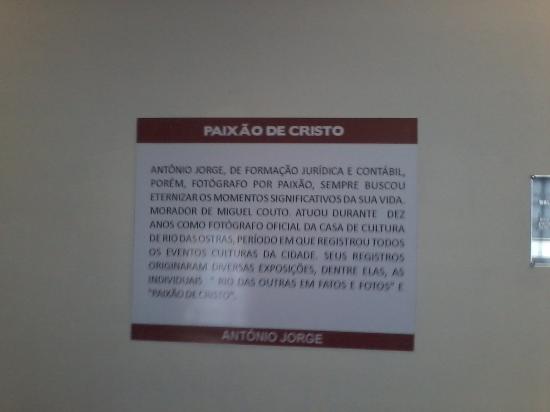 PAIXÃO DE CRISTO
ANTÔNIO JORGE, DE FORMAÇÃO JURÍDICA E CONTÁBIL,
PORÉM, FOTÓGRAFO POR PAIXÃO, SEMPRE BUSCOU
ETERNIZAR OS MOMENTOS SIGNIFICATIVOS DA SUA VIDA.
MORADOR DE MIGUEL COUTO. ATUOU DURANTE DEZ
ANOS COMO FOTÓGRAFO OFICIAL DA CASA DE CULTURA
DE RIO DAS OSTRAS, PERÍODO EM QUE REGISTROU TODOS
OS EVENTOS CULTURAS DA CIDADE. SEUS REGISTROS
ORIGINARAM DIVERSAS EXPOSIÇÕES, DENTRE ELAS, AS
INDIVIDUAIS " RIO DAS OUTRAS EM FATOS E FOTOS" E
"PAIXÃO DE CRISTO".
ANTÔNIO JORGE